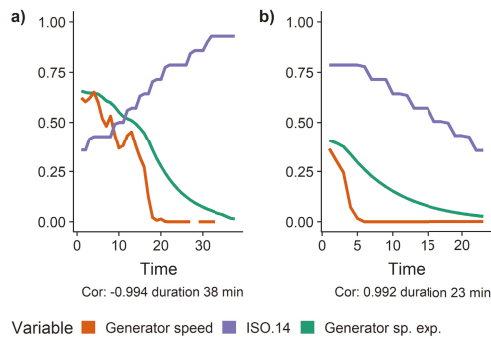 a)
b)
1.00
0.75
0.50
0.25
0.00
0 10 20 30
Time
Cor: -0.994 duration 38 min
1.00
0.75
0.50
0.25
0.00
0 5 10 15 20
Time
Cor: 0.992 duration 23 min
Variable Generator speed ISO.14 Generator sp. exp.